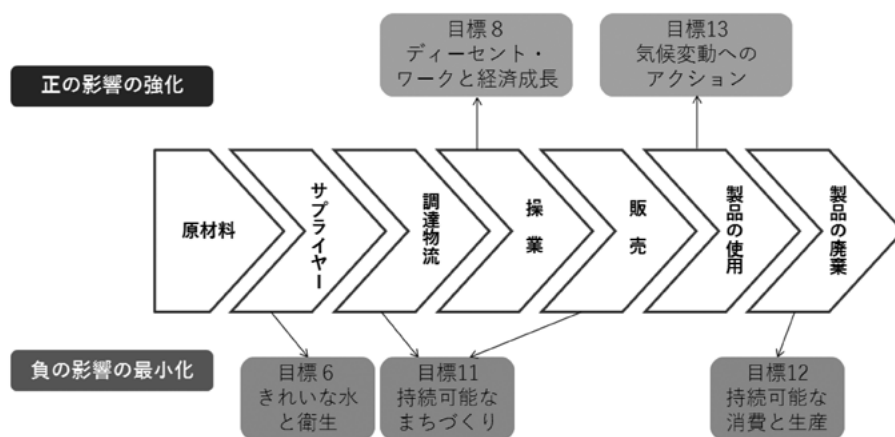 目標８
ディーセント・
ワークと経済成長
目標13
気候変動への
アクション
正の影響の強化
原材料
サプライヤー
調達物流
操業
販売
製品の使用
製品の廃棄
負の影響の最小化
目標６
きれいな水
と衛生
目標11
持続可能な
まちづくり
目標12
持続可能な
消費と生産